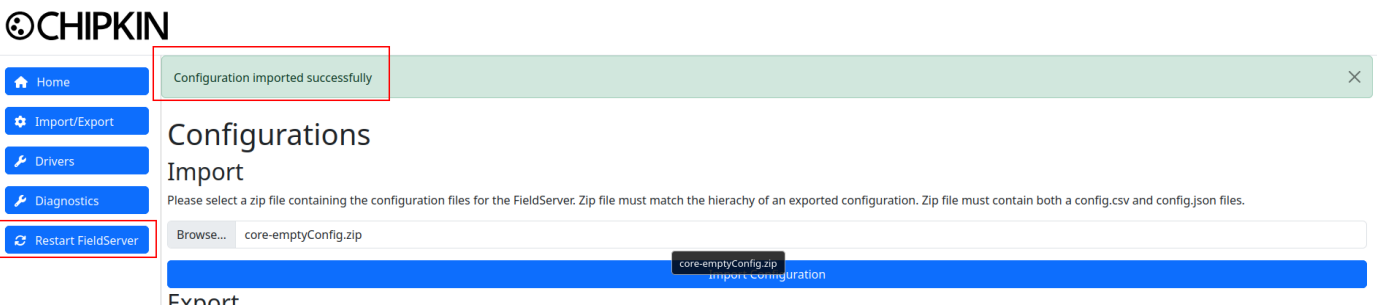 CHIPKIN
Configuration imported successfully
Home
Import/Export
Drivers
Diagnostics
Restart FieldServer
Configurations
Import
Please select a zip file containing the configuration files for the FieldServer. Zip file must match the hierachy of an exported configuration. Zip file must contain both a config.csv and config.json files.
Browse... core-emptyConfig.zip
core-emptyConfig.zip
Import Configuration
Export